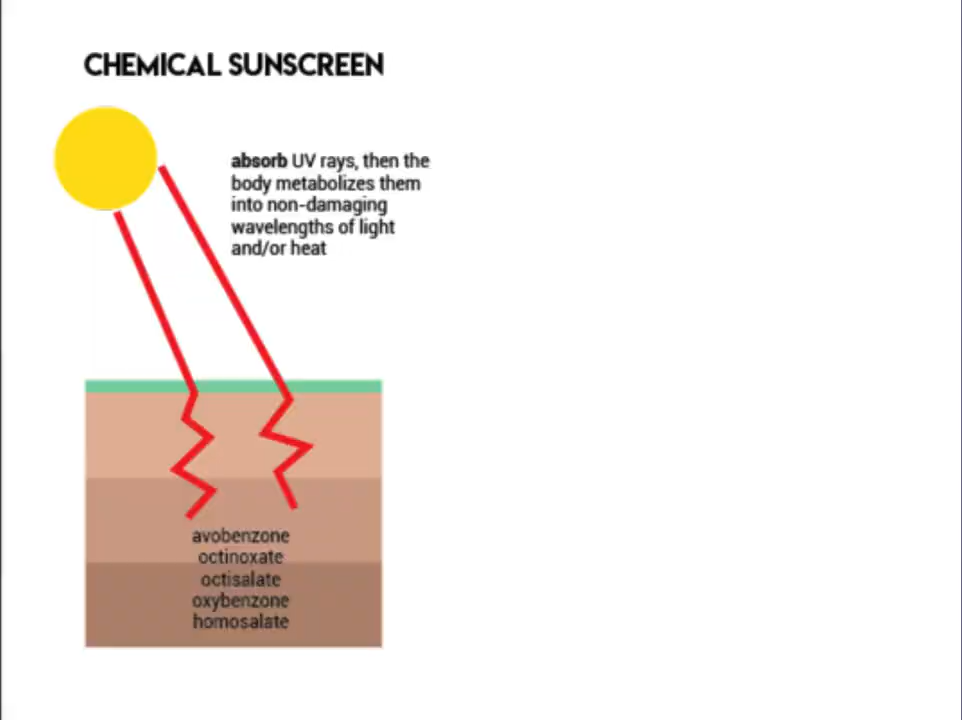 CHEMICAL SUNSCREEN
absorb UV rays, then the
body metabolizes them
into non-damaging
wavelengths of light
and/or heat
avobenzone
octinoxate
octisalate
oxybenzone
homosalate